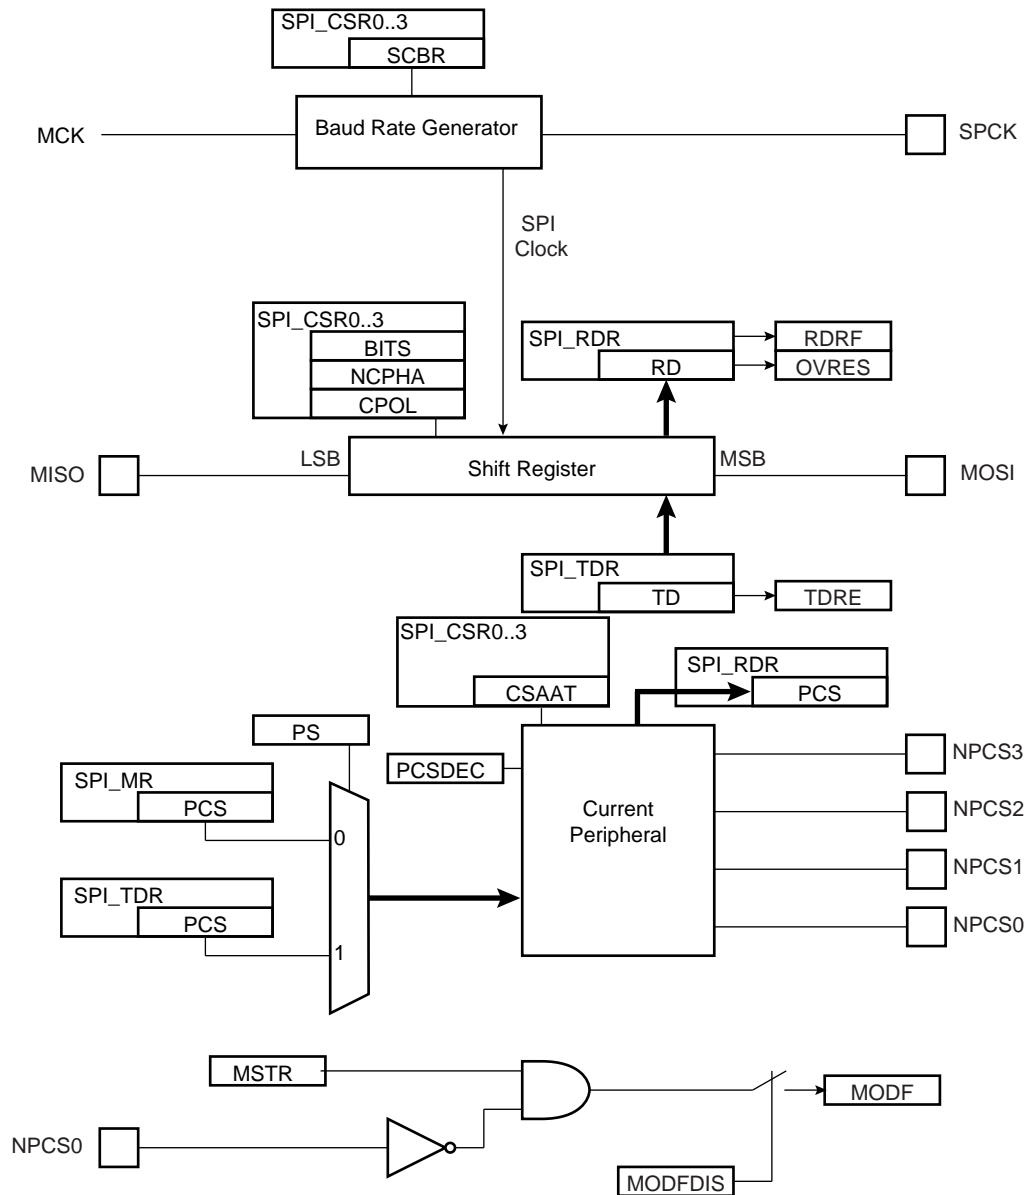 SPI_CSR0..3
SCBR
MCK
Baud Rate Generator
SPCK
SPI
Clock
SPI_CSR0..3
BITS
NCPHA
CPOL
SPI_RDR
RD
RDRF
OVRES
MISO
LSB
Shift Register
MSB
MOSI
SPI_TDR
TD
TDRE
SPI_CSR0..3
CSAAT
SPI_RDR
PCS
PS
PCSDEC
SPI_MR
PCS
0
Current
Peripheral
NPCS3
NPCS2
NPCS1
NPCS0
SPI_TDR
PCS
1
MSTR
MODF
NPCS0
MODFDIS